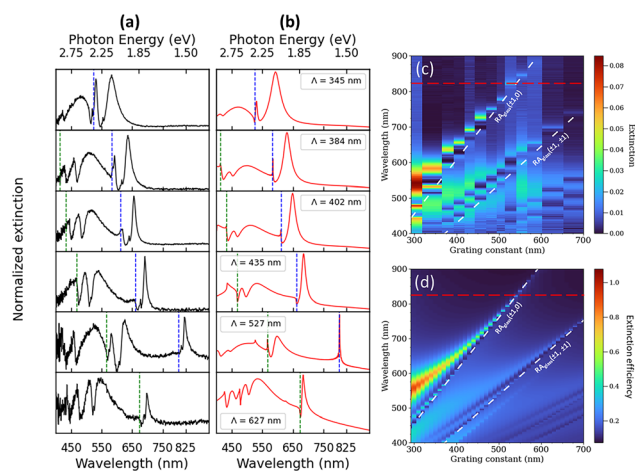 (a)
(b)
Photon Energy (eV)
Photon Energy (eV)
2.75 2.25 1.85 1.50
2.75 2.25 1.85 1.50
Normalized extinction
Λ = 345 nm
Λ = 384 nm
Λ = 402 nm
Λ = 435 nm
Λ = 527 nm
Λ = 627 nm
450 550 650 750 825
450 550 650 750 825
Wavelength (nm)
Wavelength (nm)
(c)
900
800
700
600
500
400
Wavelength (nm)
300 400 500 600 700
Grating constant (nm)
0.08
0.07
0.06
0.05
0.04
0.03
0.02
0.01
0.00
Extinction
(d)
900
800
700
600
500
400
Wavelength (nm)
300 400 500 600 700
Grating constant (nm)
1.0
0.8
0.6
0.4
0.2
Extinction efficiency